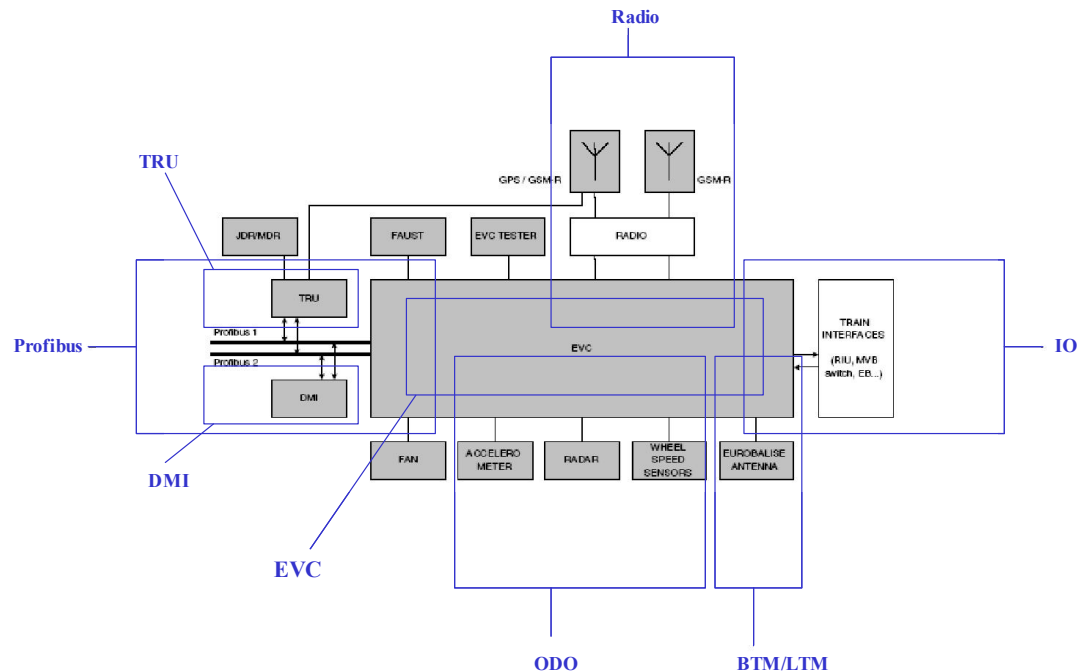 Radio
TRU
GPS / GSM-R
GSM-R
JDR/MDR
FAUST
EVC TESTER
RADIO
TRU
Profibus 1
Profibus
Profibus 2
EVC
TRAIN
INTERFACES
(RIU, MVB
switch, EB...)
IO
DMI
FAN
ACCELERO
METER
RADAR
WHEEL
SPEED
SENSORS
EUROBALISE
ANTENNA
DMI
EVC
ODO
BTM/LTM